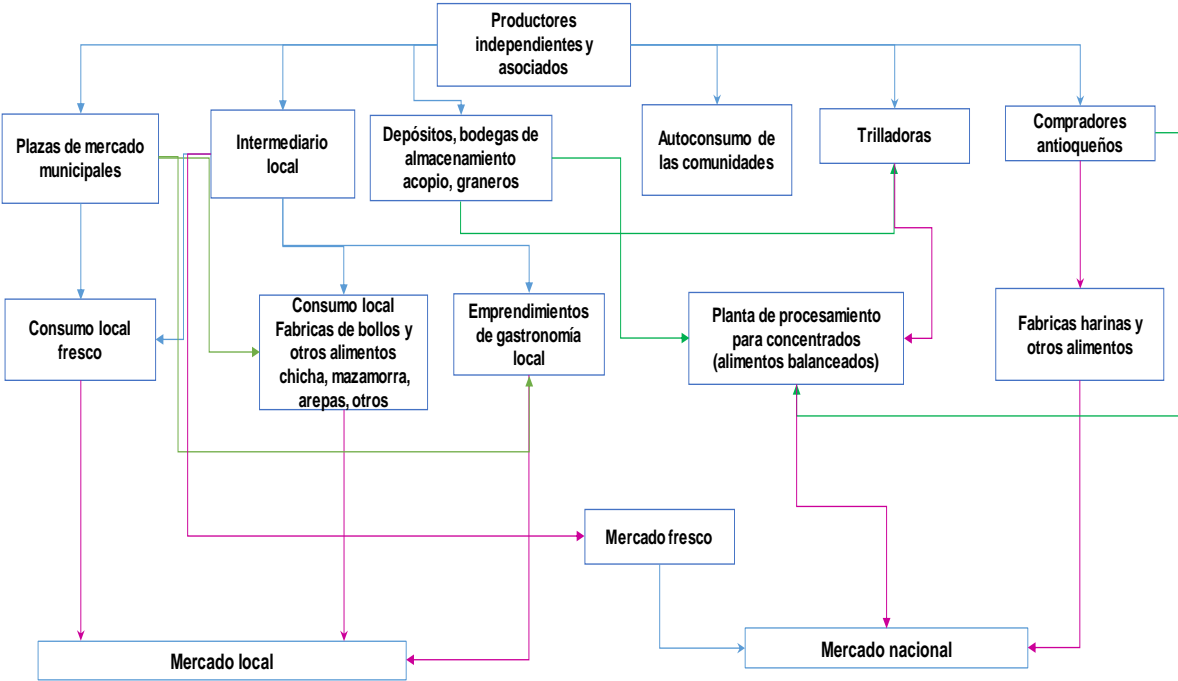 Productores
independientes y
asociados
Plazas de mercado
municipales
Intermediario
local
Depósitos, bodegas de
almacenamiento
acopio, graneros
Autoconsumo de
las comunidades
Trilladoras
Compradores
antioqueños
Consumo local
fresco
Consumo local
Fabricas de bollos y
otros alimentos
chicha, mazamorra,
arepas, otros
Emprendimientos
de gastronomía
local
Planta de procesamiento
para concentrados
(alimentos balanceados)
Fabricas harinas y
otros alimentos
Mercado fresco
Mercado local
Mercado nacional